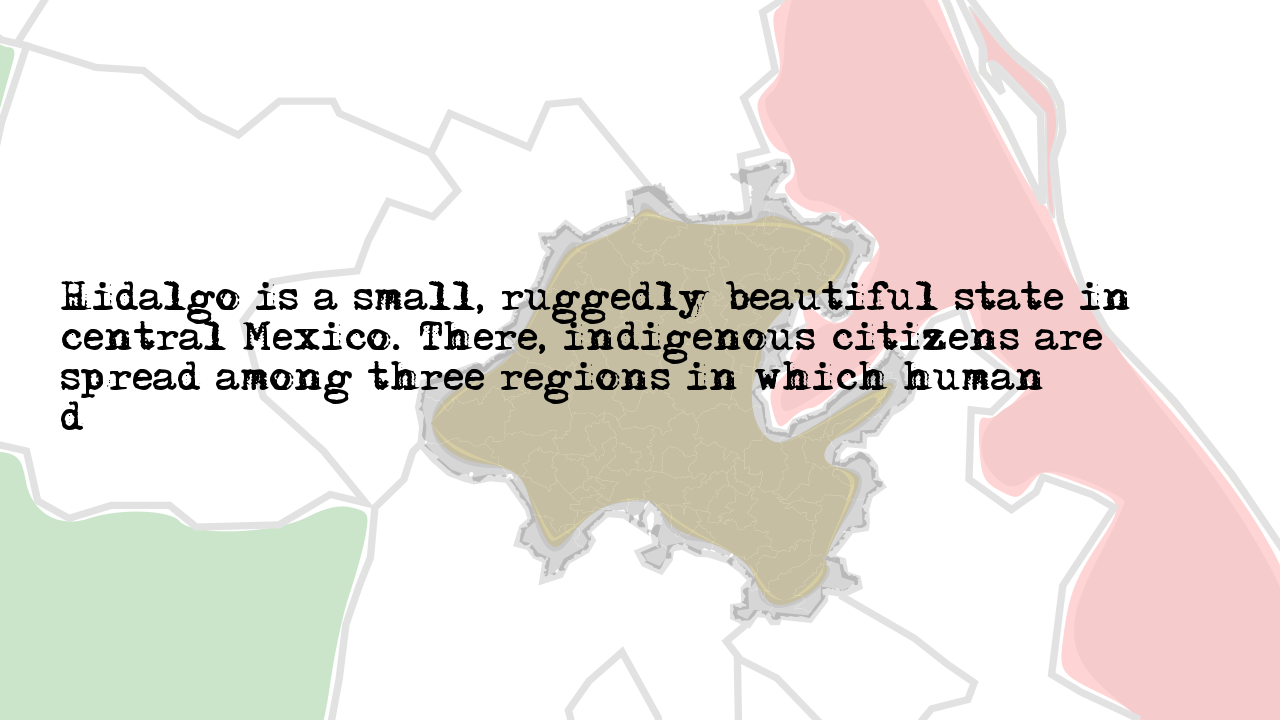 Hidalgo is a small, ruggedly beautiful state in
central Mexico. There, indigenous citizens are
spread among three regions in which human
d